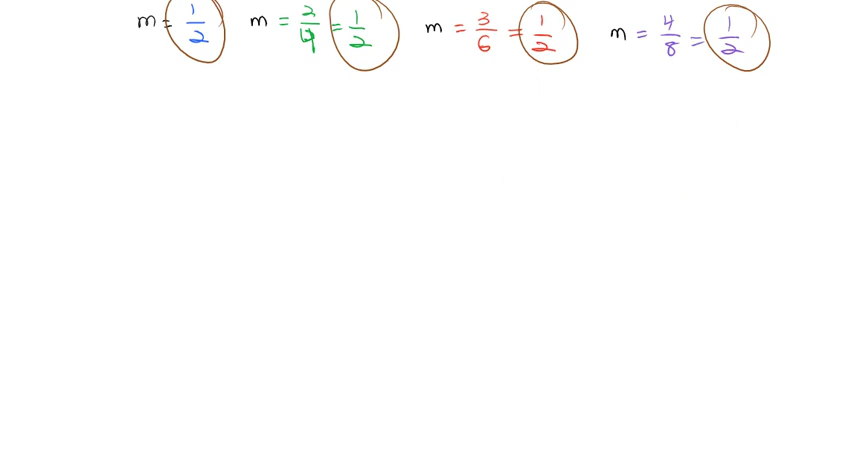 m = 1/2 m = 2/4 = 1/2 m = 3/6 = 1/2 m = 4/8 = 1/2